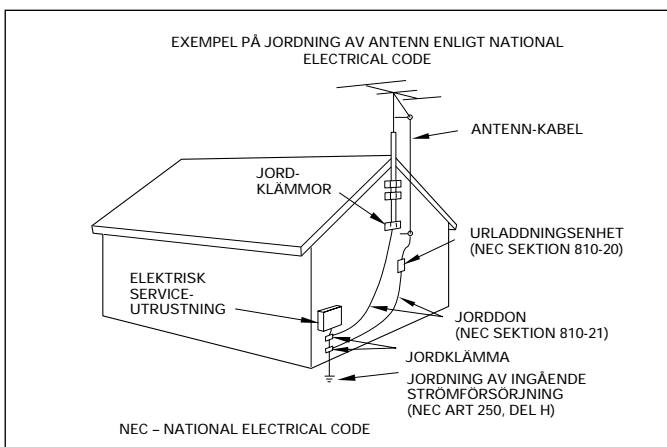 EXEMPEL PÅ JORDNING AV ANTENN ENLIGT NATIONAL
ELECTRICAL CODE
ANTENN-KABEL
JORD-
KLÄMMOR
URLADDNINGSENHET
(NEC SEKTION 810-20)
ELEKTRISK
SERVICE-
UTRUSTNING
JORDDON
(NEC SEKTION 810-21)
JORDKLÄMMA
JORDNING AV INGÅENDE
STRÖMFÖRSÖRJNING
(NEC ART 250, DEL H)
NEC – NATIONAL ELECTRICAL CODE